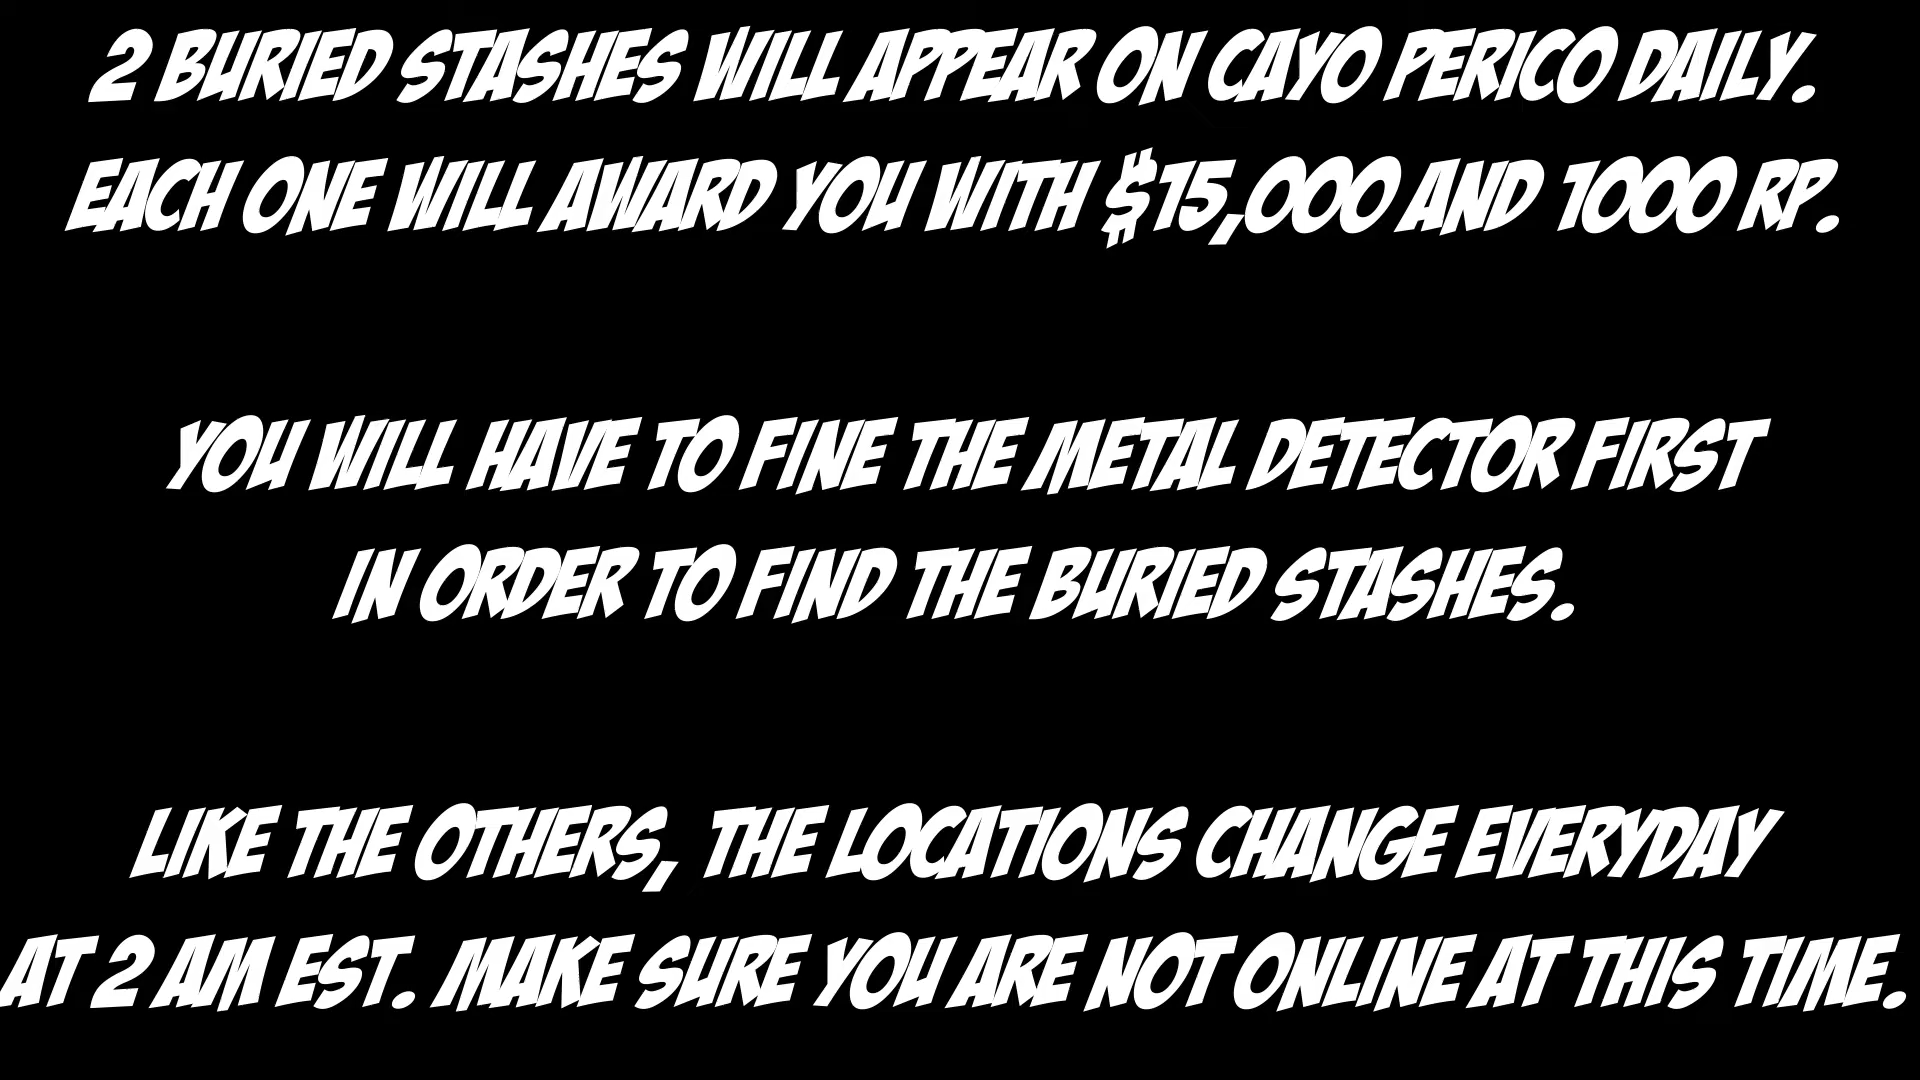 2 BURIED STASHES WILL APPEAR ON CAYO PERICO DAILY.
EACH ONE WILL AWARD YOU WITH $15,000 AND 1000 RP.
YOU WILL HAVE TO FINE THE METAL DETECTOR FIRST
IN ORDER TO FIND THE BURIED STASHES.
LIKE THE OTHERS, THE LOCATIONS CHANGE EVERYDAY
AT 2 AM EST. MAKE SURE YOU ARE NOT ONLINE AT THIS TIME.